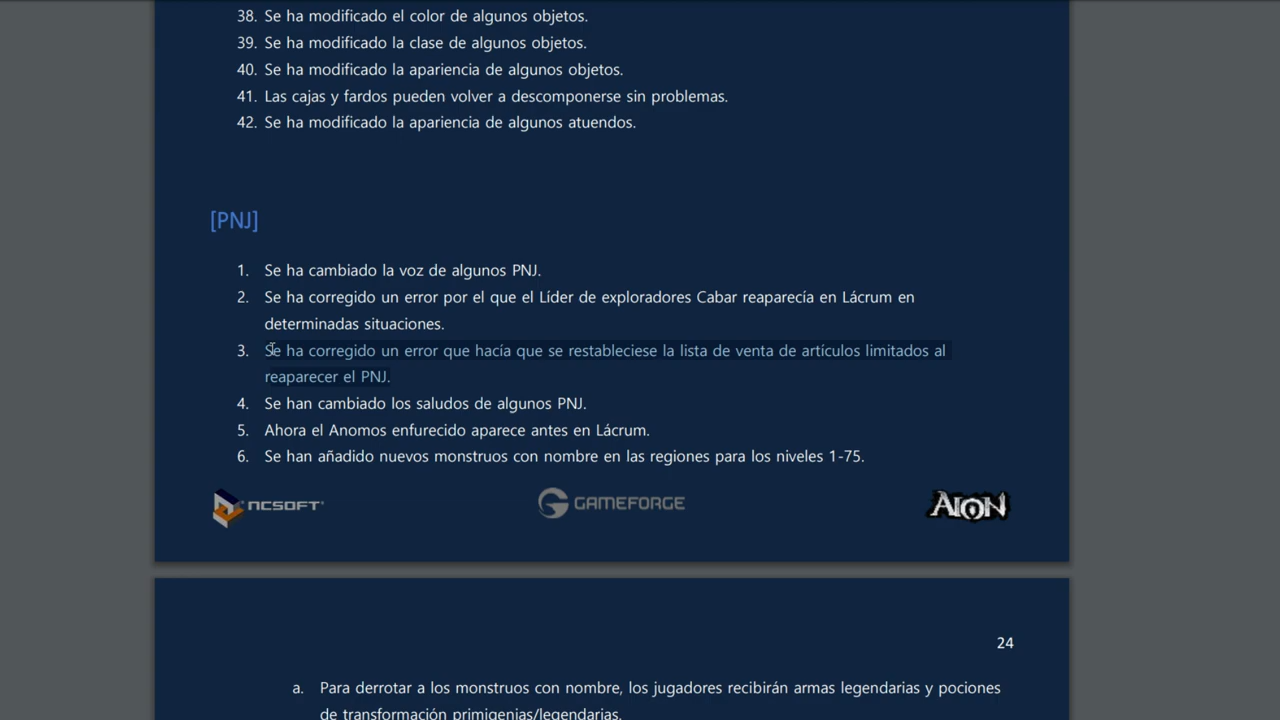 38. Se ha modificado el color de algunos objetos.
39. Se ha modificado la clase de algunos objetos.
40. Se ha modificado la apariencia de algunos objetos.
41. Las cajas y fardos pueden volver a descomponerse sin problemas.
42. Se ha modificado la apariencia de algunos atuendos.
[PNJ]
1. Se ha cambiado la voz de algunos PNJ.
2. Se ha corregido un error por el que el Líder de exploradores Cabar reaparecía en Lácrum en
determinadas situaciones.
3. Se ha corregido un error que hacía que se restableciese la lista de venta de artículos limitados al
reaparecer el PNJ.
4. Se han cambiado los saludos de algunos PNJ.
5. Ahora el Anomos enfurecido aparece antes en Lácrum.
6. Se han añadido nuevos monstruos con nombre en las regiones para los niveles 1-75.
NCSOFT GAMEFORGE AION
24
a. Para derrotar a los monstruos con nombre, los jugadores recibirán armas legendarias y pociones
de transformación primigenias/legendarias.